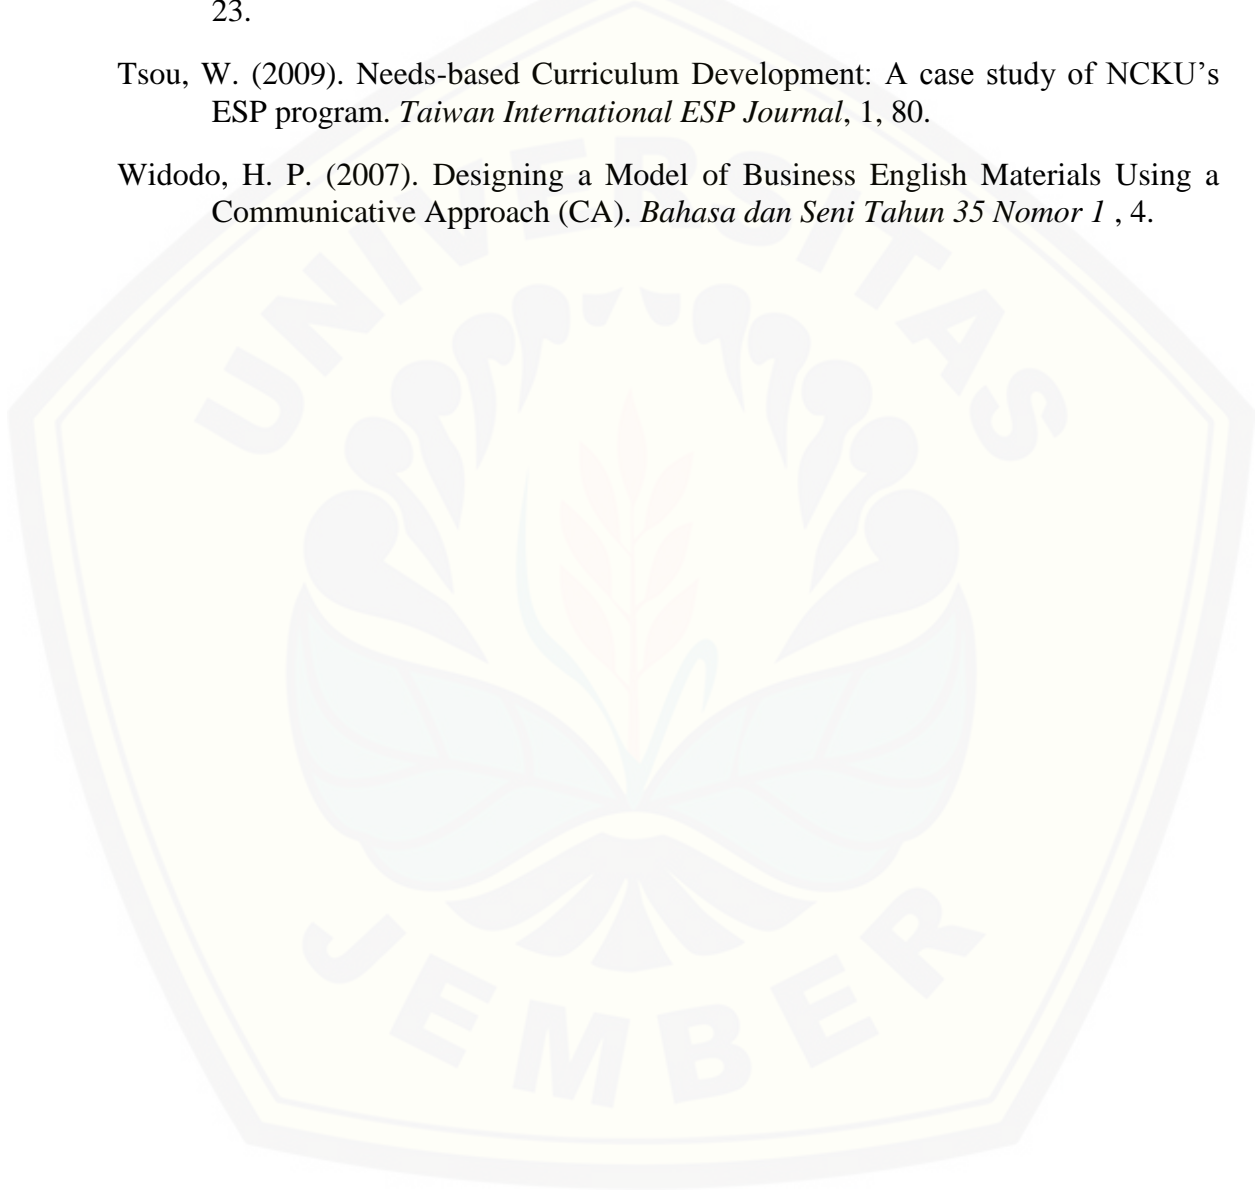 23.
Tsou, W. (2009). Needs-based Curriculum Development: A case study of NCKU’s
ESP program. Taiwan International ESP Journal, 1, 80.
Widodo, H. P. (2007). Designing a Model of Business English Materials Using a
Communicative Approach (CA). Bahasa dan Seni Tahun 35 Nomor 1 , 4.
UNIVERSITAS
JEMBER